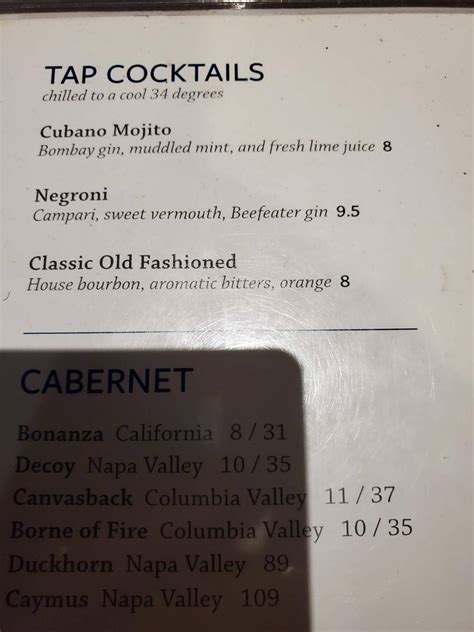 TAP COCKTAILS
chilled to a cool 34 degrees
Cubano Mojito
Bombay gin, muddled mint, and fresh lime juice 8
Negroni
Campari, sweet vermouth, Beefeater gin 9.5
Classic Old Fashioned
House bourbon, aromatic bitters, orange 8
CABERNET
Bonanza California 8 / 31
Decoy Napa Valley 10 / 35
Canvasback Columbia Valley 11 / 37
Borne of Fire Columbia Valley 10 / 35
Duckhorn Napa Valley 89
Caymus Napa Valley 109